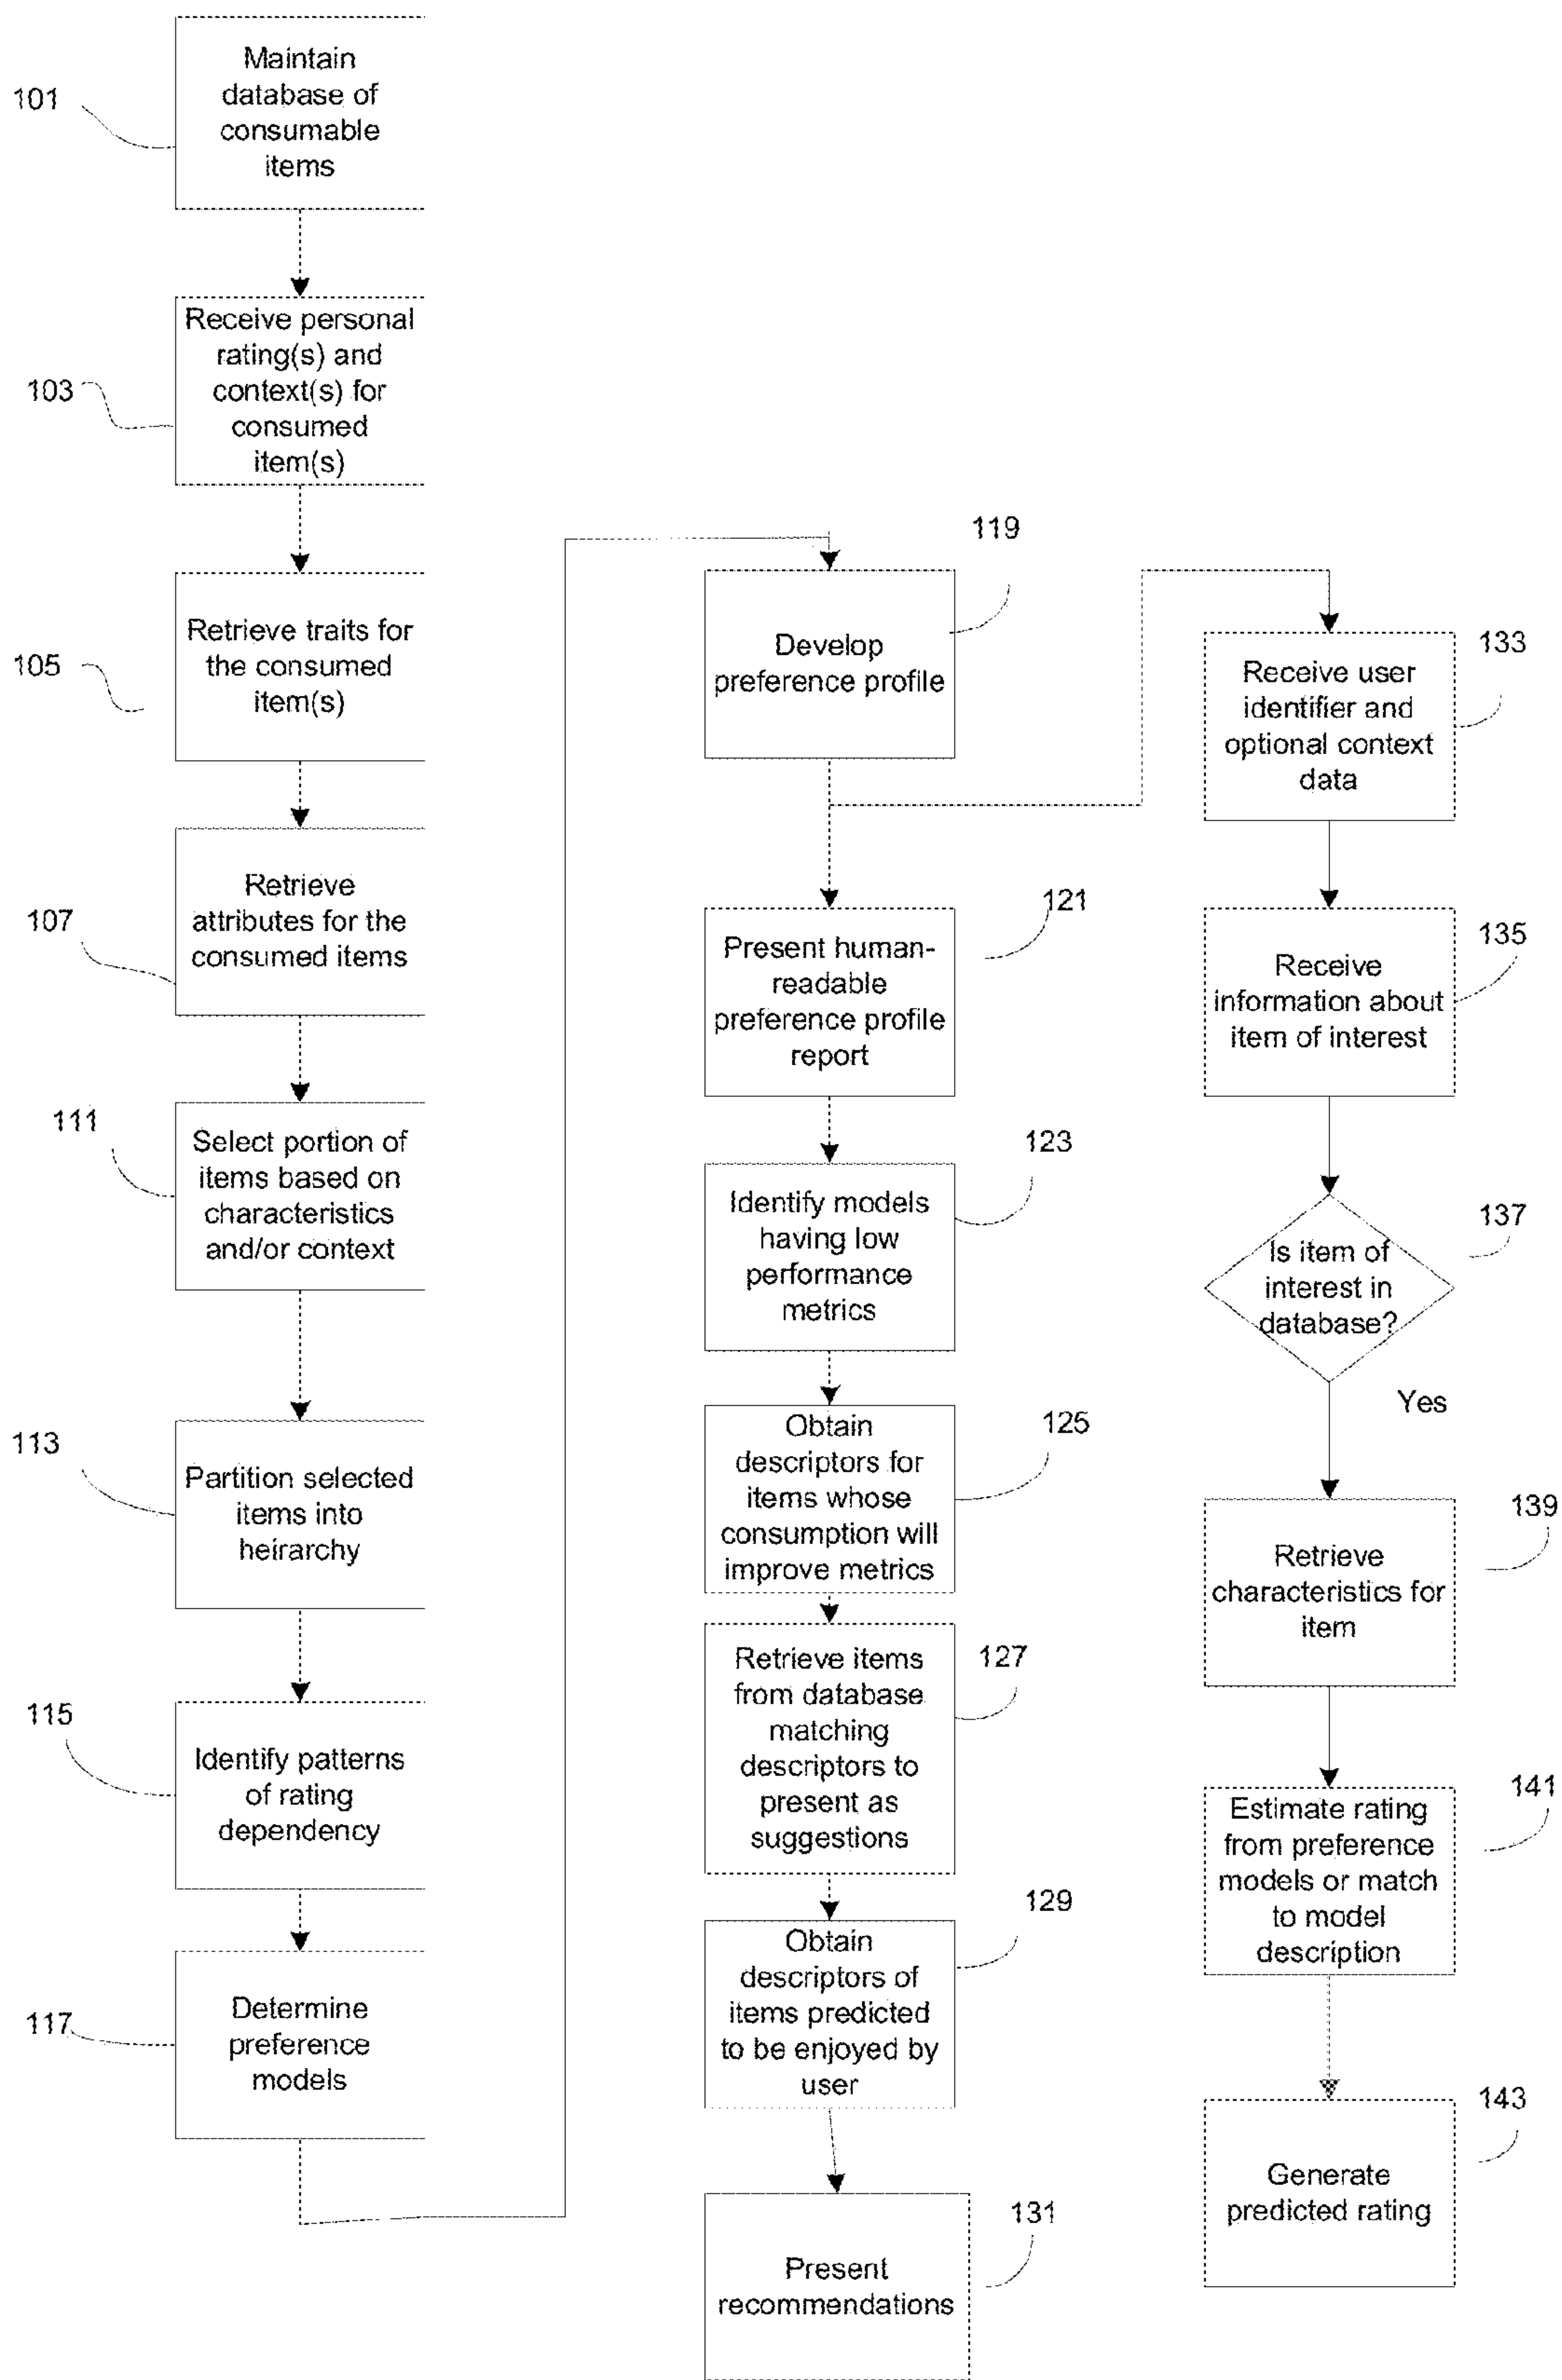 101
Maintain
database of
consumable
items
103
Receive personal
rating(s) and
context(s) for
consumed
item(s)
105
Retrieve traits for
the consumed
item(s)
107
Retrieve
attributes for the
consumed items
111
Select portion of
items based on
characteristics
and/or context
113
Partition selected
items into
heirarchy
115
Identify patterns
of rating
dependency
117
Determine
preference
models
119
Develop
preference profile
121
Present human-
readable
preference profile
report
123
Identify models
having low
performance
metrics
125
Obtain
descriptors for
items whose
consumption will
improve metrics
127
Retrieve items
from database
matching
descriptors to
present as
suggestions
129
Obtain
descriptors of
items predicted
to be enjoyed by
user
131
Present
recommendations
133
Receive user
identifier and
optional context
data
135
Receive
information about
item of interest
137
Is item of
interest in
database?
Yes
139
Retrieve
characteristics for
item
141
Estimate rating
from preference
models or match
to model
description
143
Generate
predicted rating